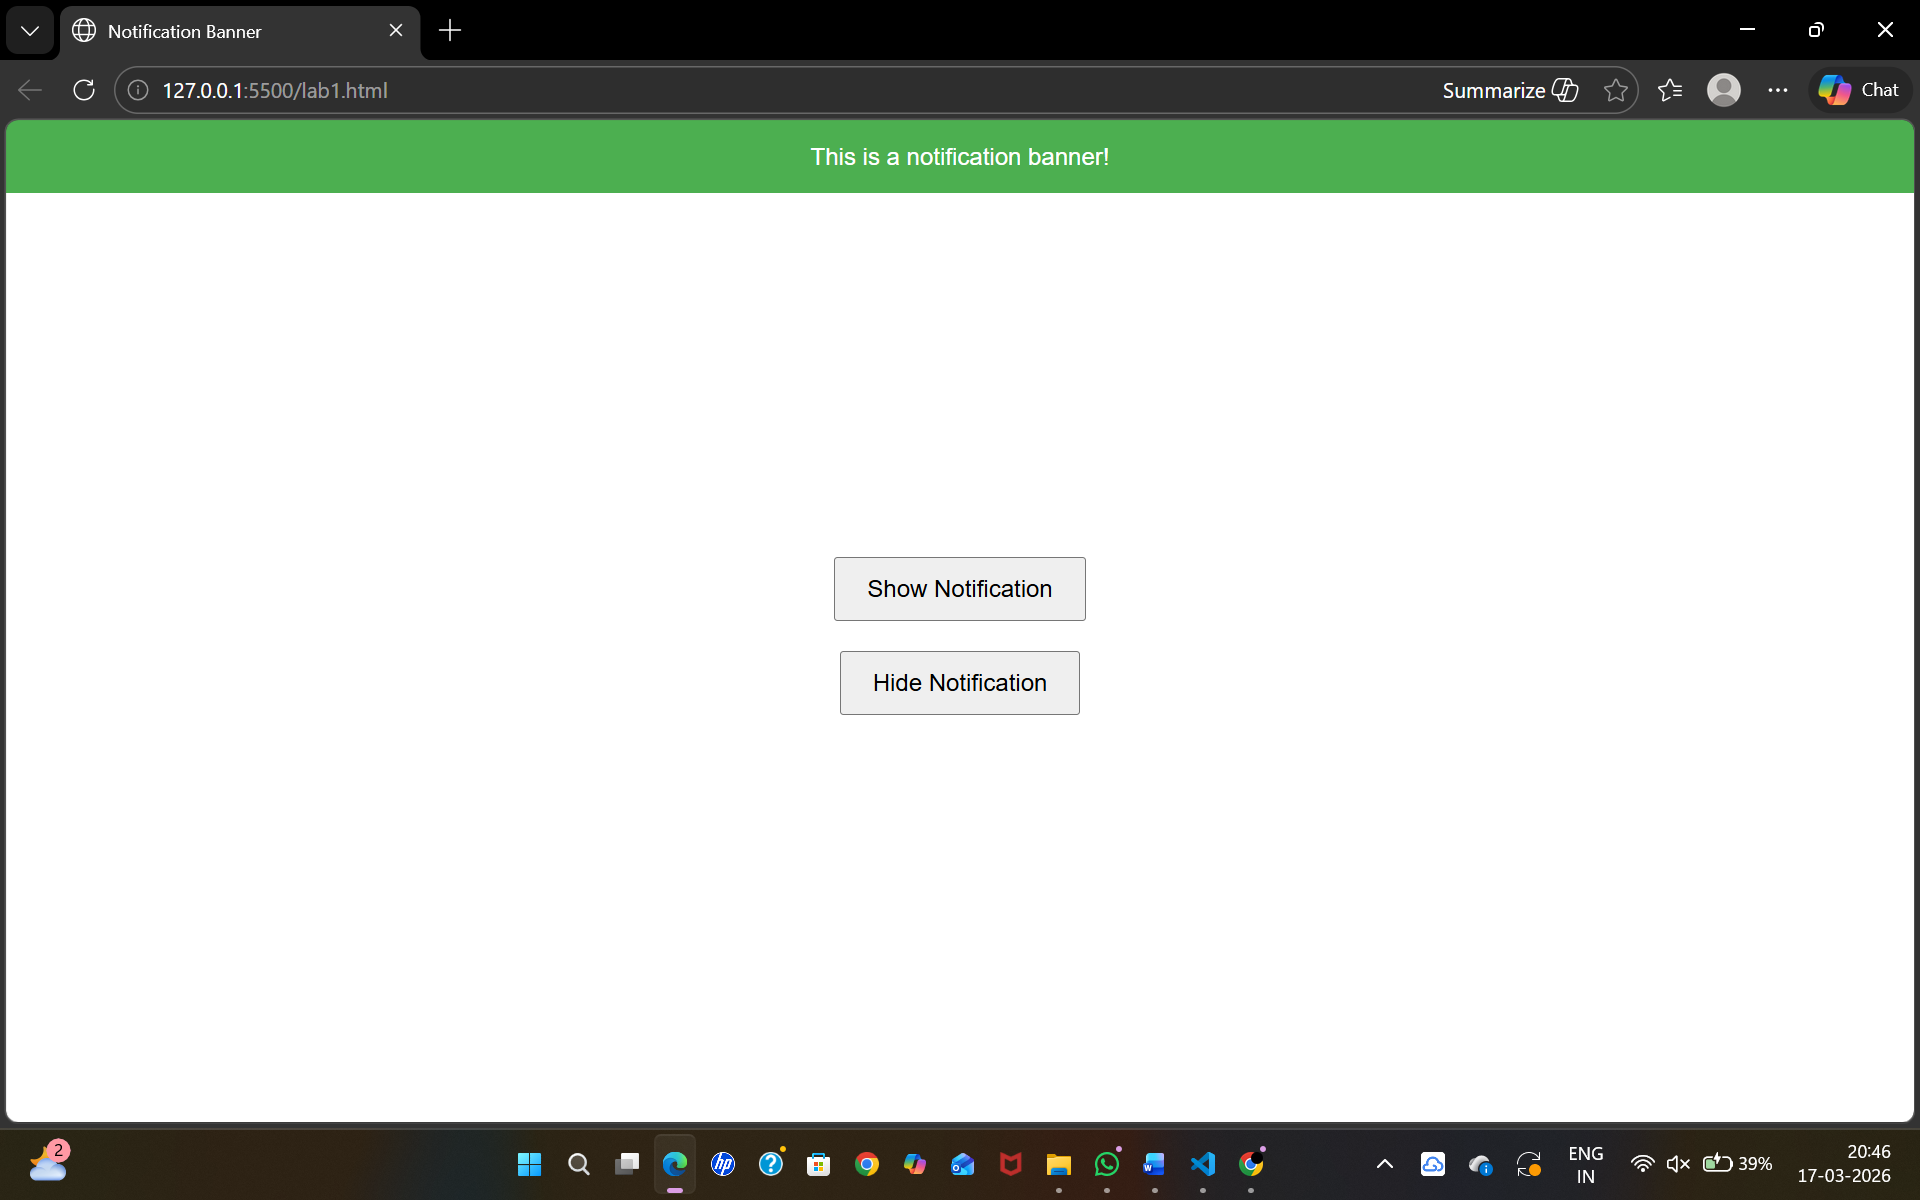 Notification Banner
127.0.0.1:5500/lab1.html
Summarize
Chat
This is a notification banner!
Show Notification
Hide Notification
2
hp
ENG
IN
39%
20:46
17-03-2026